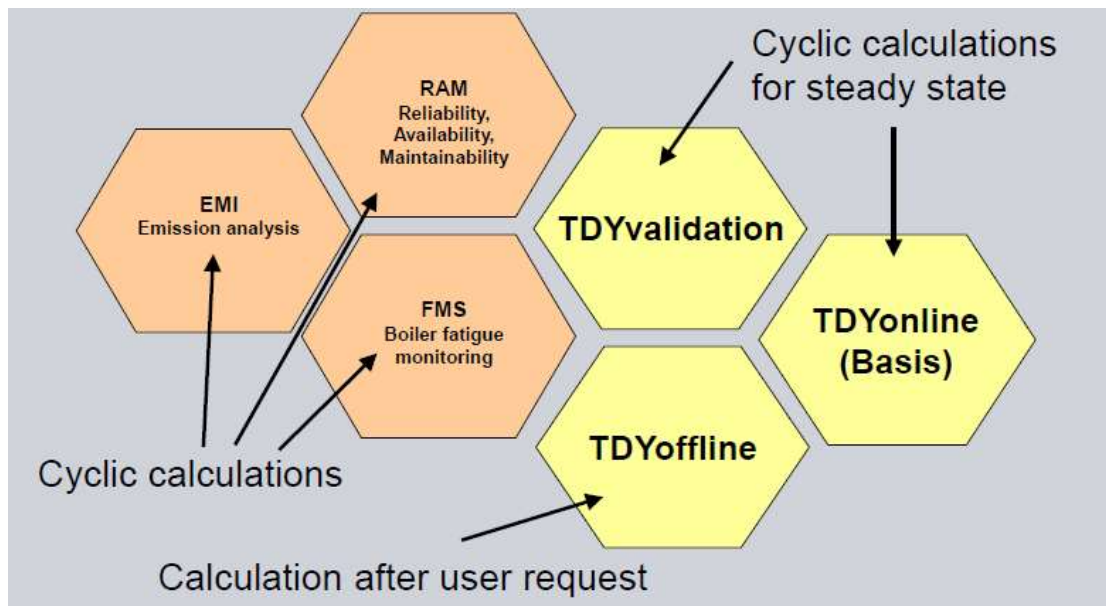 Cyclic calculations
for steady state
RAM
Reliability,
Availability,
Maintainability
EMI
Emission analysis
TDYvalidation
FMS
Boiler fatigue
monitoring
TDYonline
(Basis)
TDYoffline
Cyclic calculations
Calculation after user request